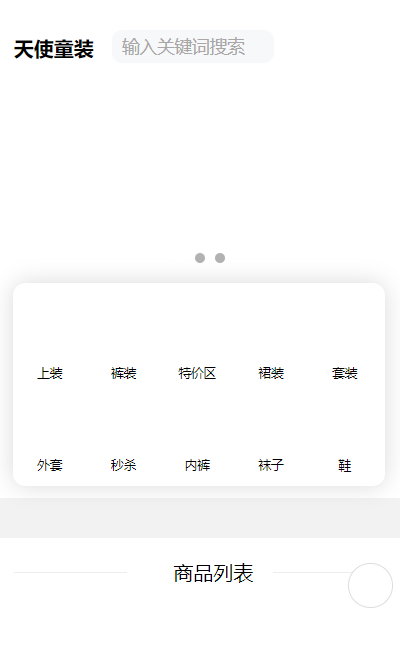 天使童装 输入关键词搜索
上装 裤装 特价区 裙装 套装
外套 秒杀 内裤 袜子 鞋
商品列表